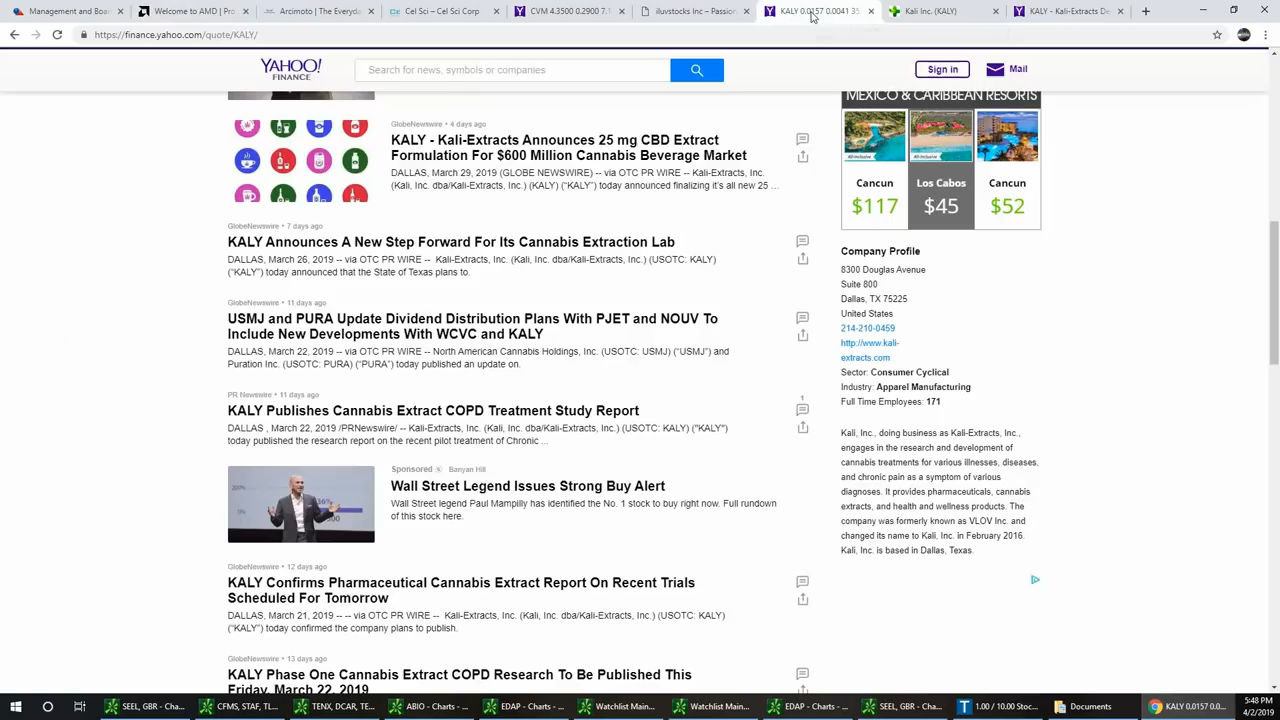 Management and Boar
Welcome to AMD | Pro
Arcimoto | The Everyda
Cel Sci – Cel Sci Corp
CVM 4.3500 0.2900 7.1
iluvstocks Inc - Passion
KALY 0.0157 0.0041 35
Kali Inc. (KALY)
KALY - Kali-Extracts De
https://finance.yahoo.com/quote/KALY/
YAHOO!
FINANCE
Search for news, symbols or companies
Sign in
Mail
MEXICO & CARIBBEAN RESORTS
GlobeNewswire • 4 days ago
KALY - Kali-Extracts Announces 25 mg CBD Extract
Formulation For $600 Million Cannabis Beverage Market
DALLAS, March 29, 2019 (GLOBE NEWSWIRE) -- via OTC PR WIRE -- Kali-Extracts, Inc.
(Kali, Inc. dba/Kali-Extracts, Inc.) (KALY) ("KALY") today announced finalizing it's all new 25 ...
GlobeNewswire • 7 days ago
KALY Announces A New Step Forward For Its Cannabis Extraction Lab
DALLAS, March 26, 2019 -- via OTC PR WIRE -- Kali-Extracts, Inc. (Kali, Inc. dba/Kali-Extracts, Inc.) (USOTC: KALY)
("KALY") today announced that the State of Texas plans to.
GlobeNewswire • 11 days ago
USMJ and PURA Update Dividend Distribution Plans With PJET and NOUV To
Include New Developments With WCVC and KALY
DALLAS, March 22, 2019 -- via OTC PR WIRE -- North American Cannabis Holdings, Inc. (USOTC: USMJ) ("USMJ") and
Puration Inc. (USOTC: PURA) ("PURA") today published an update on.
PR Newswire • 11 days ago
KALY Publishes Cannabis Extract COPD Treatment Study Report
1
DALLAS , March 22, 2019 /PRNewswire/ -- Kali-Extracts, Inc. (Kali, Inc. dba/Kali-Extracts, Inc.) (USOTC: KALY) ("KALY")
today published the research report on the recent pilot treatment of Chronic ...
200%
Sponsored Banyan Hill
Wall Street Legend Issues Strong Buy Alert
Wall Street legend Paul Mampilly has identified the No. 1 stock to buy right now. Full rundown
of this stock here.
GlobeNewswire • 12 days ago
KALY Confirms Pharmaceutical Cannabis Extract Report On Recent Trials
Scheduled For Tomorrow
DALLAS, March 21, 2019 -- -- via OTC PR WIRE -- Kali-Extracts, Inc. (Kali, Inc. dba/Kali-Extracts, Inc.) (USOTC: KALY)
("KALY") today confirmed the company plans to publish.
GlobeNewswire • 13 days ago
KALY Phase One Cannabis Extract COPD Research To Be Published This
Friday, March 22, 2019
All-Inclusive
All-Inclusive
Cancun
Los Cabos
Cancun
$117
$45
$52
Company Profile
8300 Douglas Avenue
Suite 800
Dallas, TX 75225
United States
214-210-0459
http://www.kali-
extracts.com
Sector: Consumer Cyclical
Industry: Apparel Manufacturing
Full Time Employees: 171
Kali, Inc., doing business as Kali-Extracts, Inc.,
engages in the research and development of
cannabis treatments for various illnesses, diseases,
and chronic pain as a symptom of various
diagnoses. It provides pharmaceuticals, cannabis
extracts, and health and wellness products. The
company was formerly known as VLOV Inc. and
changed its name to Kali, Inc. in February 2016.
Kali, Inc. is based in Dallas, Texas.
SEEL, GBR - Cha...
CFMS, STAF, TL...
TENX, DCAR, TE...
ABIO - Charts - ...
EDAP - Charts - ...
Watchlist Main...
Watchlist Main...
EDAP - Charts - ...
SEEL, GBR - Cha...
1.00 / 10.00 Stoc...
Documents
KALY 0.0157 0.0...
5:48 PM
4/2/2019